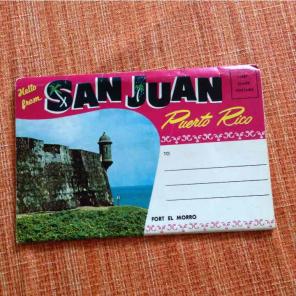 Hello
from
SAN JUAN
Puerto Rico
TO:
FORT EL MORRO